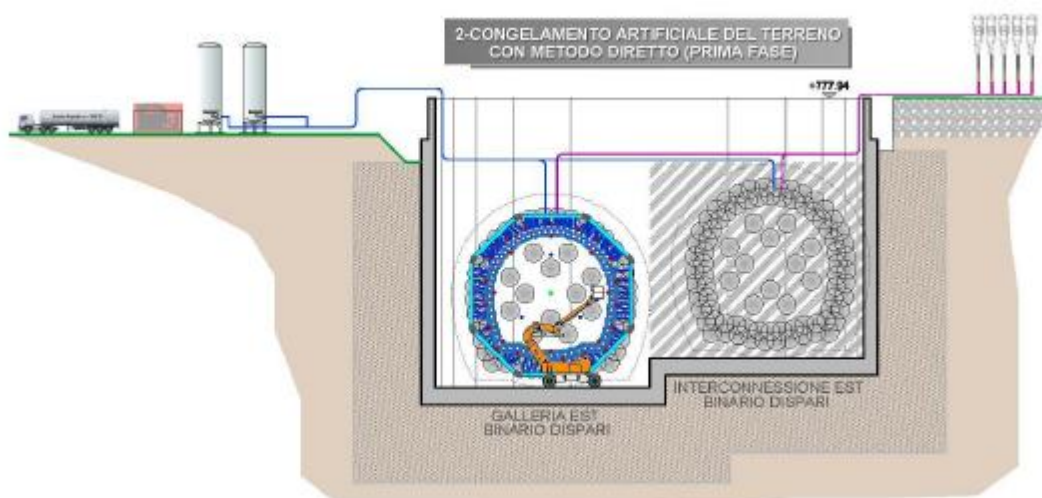 2-CONGELAMENTO ARTIFICIALE DEL TERRENO
CON METODO DIRETTO (PRIMA FASE)
+777.94
INTERCONNESSIONE EST
BINARIO DISPARI
GALLERIA EST
BINARIO DISPARI